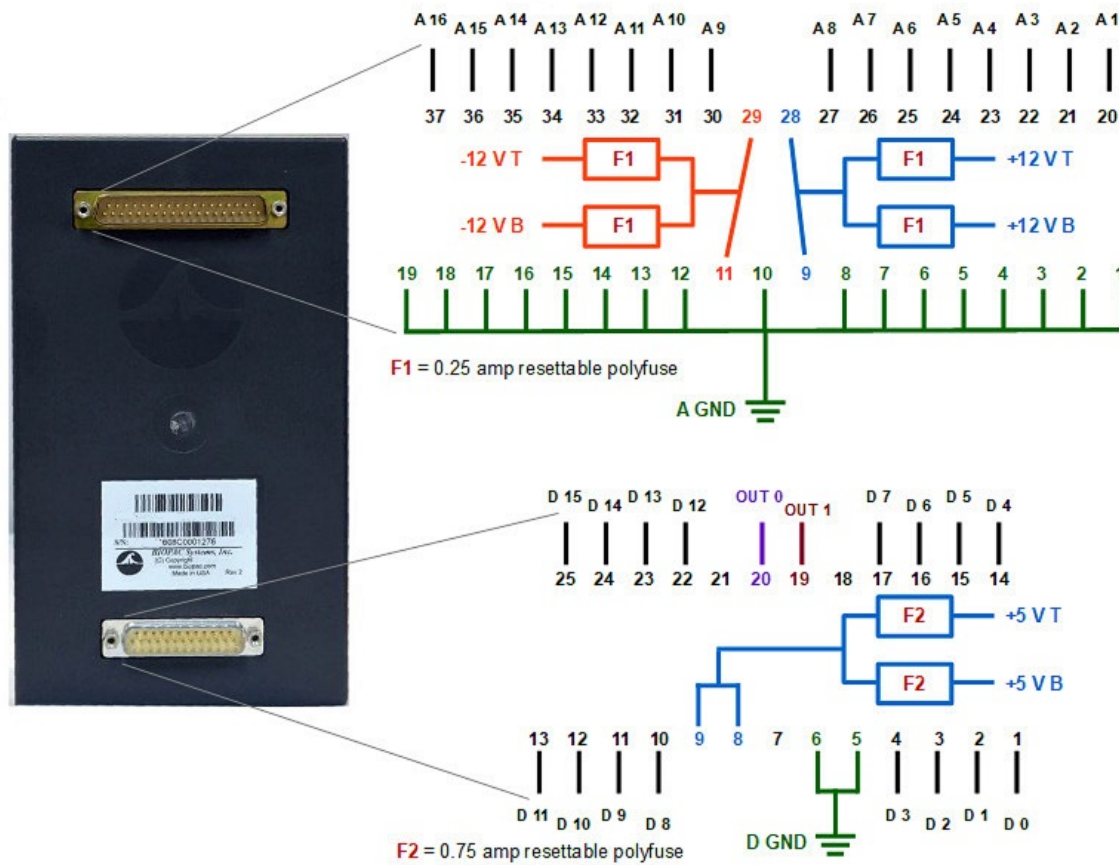 A 16 A 15 A 14 A 13 A 12 A 11 A 10 A 9 A 8 A 7 A 6 A 5 A 4 A 3 A 2 A 1
37 36 35 34 33 32 31 30 29 28 27 26 25 24 23 22 21 20
-12 V T F1 F1 +12 V T
-12 V B F1 F1 +12 V B
19 18 17 16 15 14 13 12 11 10 9 8 7 6 5 4 3 2 1
F1 = 0.25 amp resettable polyfuse
A GND
D 15 D 14 D 13 D 12 OUT 0 OUT 1 D 7 D 6 D 5 D 4
25 24 23 22 21 20 19 18 17 16 15 14
F2 +5 V T
F2 +5 V B
13 12 11 10 9 8 7 6 5 4 3 2 1
D 11 D 10 D 9 D 8 D 3 D 2 D 1 D 0
D GND
F2 = 0.75 amp resettable polyfuse
S/N:
BIOPAC Systems, Inc.
(C) Copyright
www.biopac.com
Made in USA Rev 2